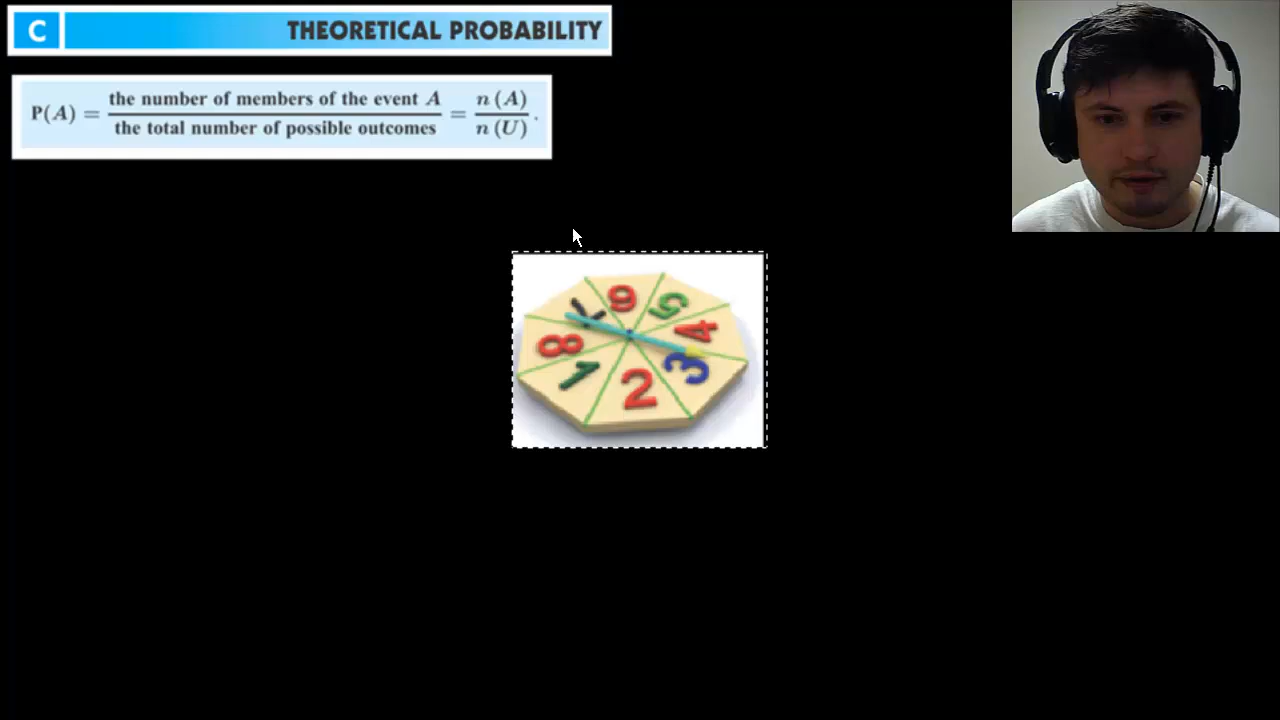 C THEORETICAL PROBABILITY
P(A) = the number of members of the event A / the total number of possible outcomes = n (A) / n (U) .
6 5
7 4
8 3
1 2